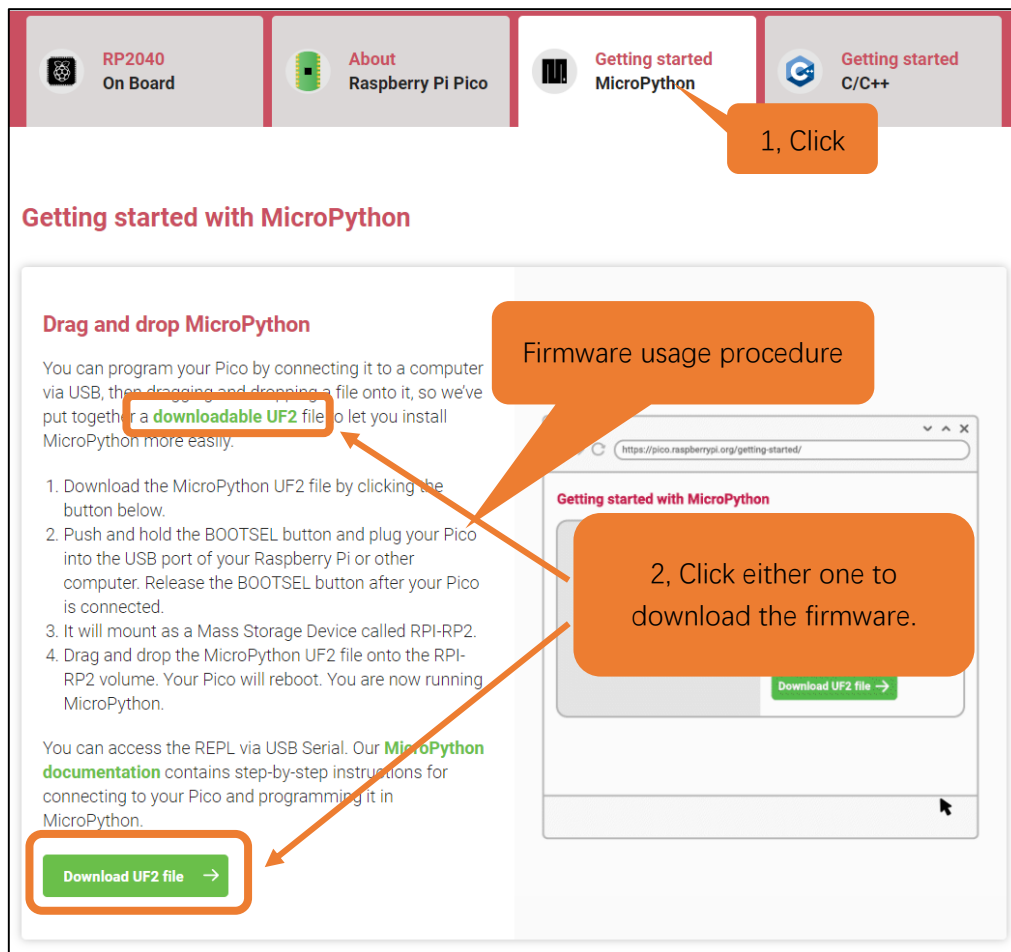 RP2040
On Board
About
Raspberry Pi Pico
Getting started
MicroPython
Getting started
C/C++
1, Click
Getting started with MicroPython
Drag and drop MicroPython
You can program your Pico by connecting it to a computer
via USB, then dragging and dropping a file onto it, so we've
put together a downloadable UF2 file to let you install
MicroPython more easily.
1. Download the MicroPython UF2 file by clicking the
button below.
2. Push and hold the BOOTSEL button and plug your Pico
into the USB port of your Raspberry Pi or other
computer. Release the BOOTSEL button after your Pico
is connected.
3. It will mount as a Mass Storage Device called RPI-RP2.
4. Drag and drop the MicroPython UF2 file onto the RPI-
RP2 volume. Your Pico will reboot. You are now running
MicroPython.
You can access the REPL via USB Serial. Our MicroPython
documentation contains step-by-step instructions for
connecting to your Pico and programming it in
MicroPython.
Download UF2 file
Firmware usage procedure
https://pico.raspberrypi.org/getting-started/
Getting started with MicroPython
2, Click either one to
download the firmware.
Download UF2 file